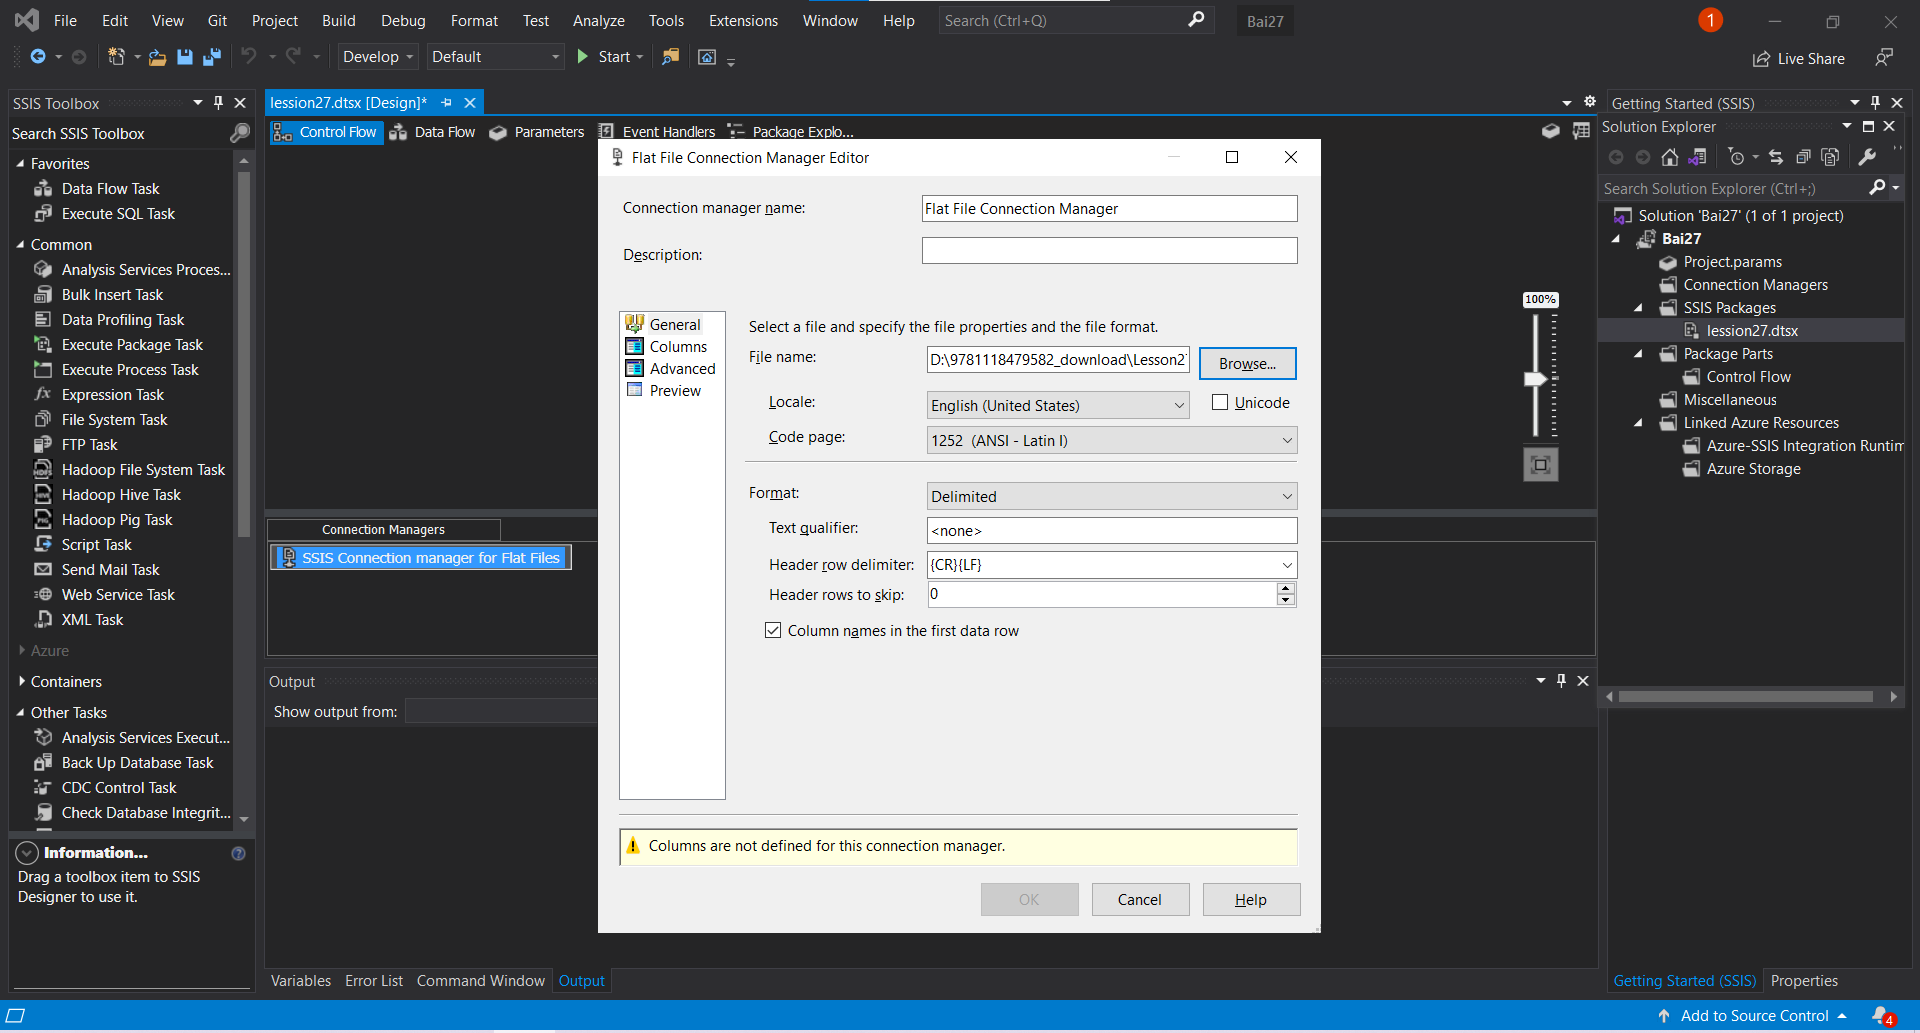 File Edit View Git Project Build Debug Format Test Analyze Tools Extensions Window Help Search (Ctrl+Q) Bai27 1
Develop Default Start Live Share
SSIS Toolbox
Search SSIS Toolbox
Favorites
Data Flow Task
Execute SQL Task
Common
Analysis Services Proces...
Bulk Insert Task
Data Profiling Task
Execute Package Task
Execute Process Task
Expression Task
File System Task
FTP Task
Hadoop File System Task
Hadoop Hive Task
Hadoop Pig Task
Script Task
Send Mail Task
Web Service Task
XML Task
Azure
Containers
Other Tasks
Analysis Services Execut...
Back Up Database Task
CDC Control Task
Check Database Integrit...
Information...
Drag a toolbox item to SSIS
Designer to use it.
lession27.dtsx [Design]*
Control Flow Data Flow Parameters Event Handlers Package Explo...
100%
Connection Managers
SSIS Connection manager for Flat Files
Output
Show output from:
Variables Error List Command Window Output
Flat File Connection Manager Editor
Connection manager name: Flat File Connection Manager
Description:
General
Columns
Advanced
Preview
Select a file and specify the file properties and the file format.
File name: D:\9781118479582_download\Lesson2 Browse...
Locale: English (United States) Unicode
Code page: 1252 (ANSI - Latin I)
Format: Delimited
Text qualifier: <none>
Header row delimiter: {CR}{LF}
Header rows to skip: 0
Column names in the first data row
Columns are not defined for this connection manager.
OK Cancel Help
Getting Started (SSIS)
Solution Explorer
Search Solution Explorer (Ctrl+;)
Solution 'Bai27' (1 of 1 project)
Bai27
Project.params
Connection Managers
SSIS Packages
lession27.dtsx
Package Parts
Control Flow
Miscellaneous
Linked Azure Resources
Azure-SSIS Integration Runtim
Azure Storage
Getting Started (SSIS) Properties
Add to Source Control 4